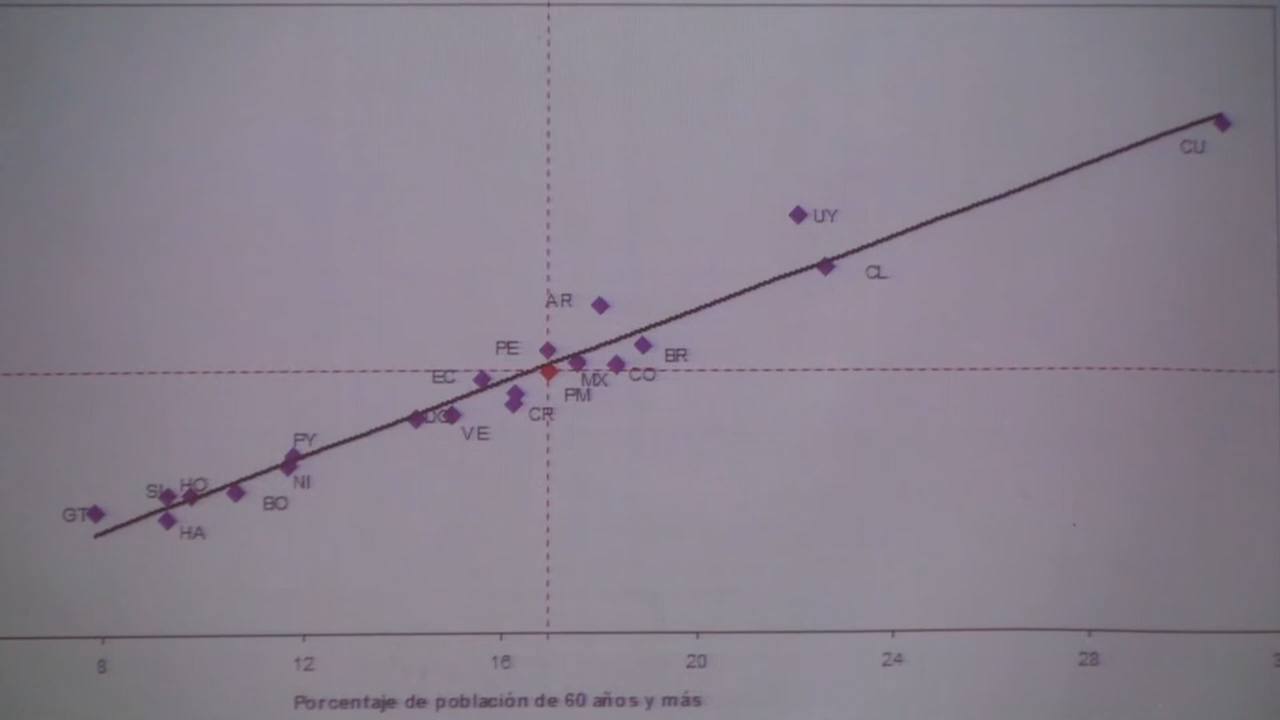 CU
UY
CL
AR
PE
BR
EC
MX
CO
PM
CR
VE
PY
NI
HO
BO
GT
HA
8
12
16
20
24
28
Porcentaje de población de 60 años y más